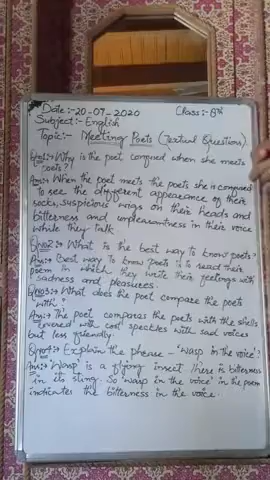 Date:- 20-07-2020 Class:- 8th
Subject:- English
Topic:- Meeting Poets (Textual Questions)
Qno1:- Why is the poet confused when she meets
poets?
Ans:- When the poet meets the poets she is confused
to see the different appearance of their
socks, suspicious wigs on their heads and
bitterness and unpleasantness in their voice
while they talk.
Qno2:- What is the best way to know poets?
Ans:- Best way to know poets is to read their
poem in which they write their feelings with
sadness and pleasures.
Qno3:- What does the poet compare the poets
with?
Ans:- The poet compares the poets with the shells
covered with cool speckles with sad voices
but less friendly.
Qno4:- Explain the phrase - 'wasp in the voice'?
Ans:- 'Wasp' is a flying insect there is bitterness
in its sting. So 'wasp in the voice' in the poem
indicates the bitterness in the voice.